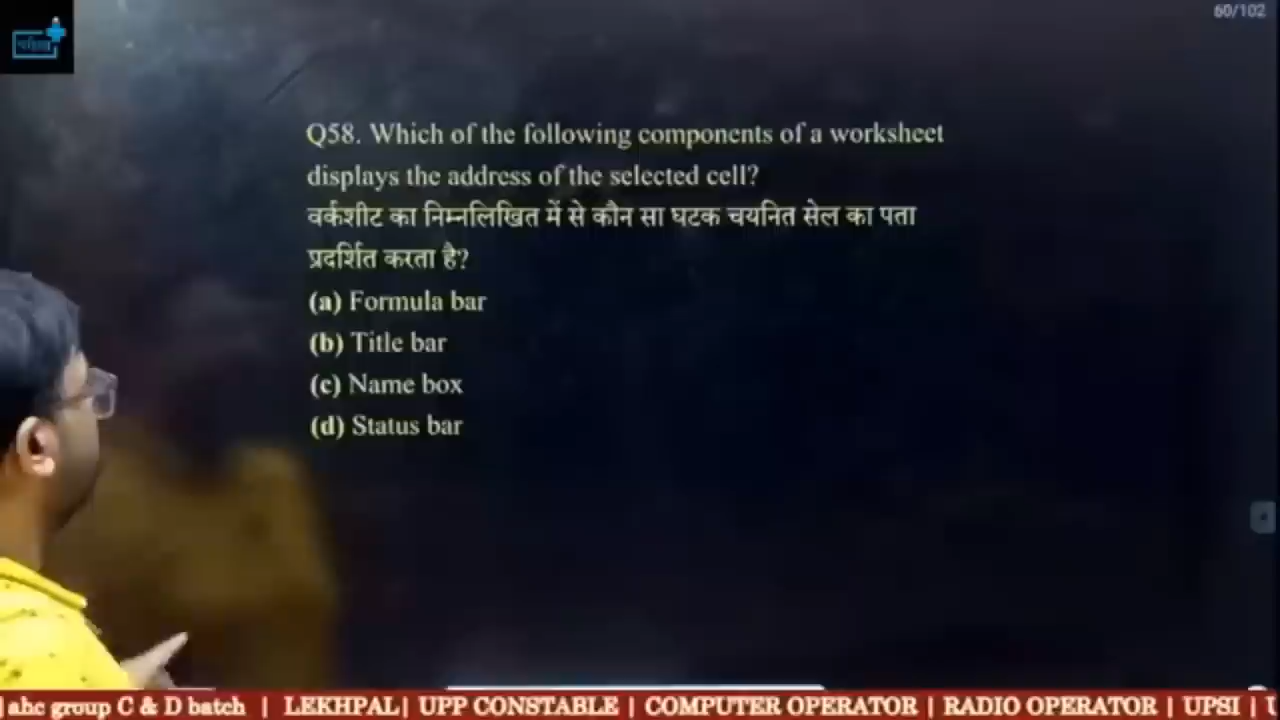 60/102
Q58. Which of the following components of a worksheet
displays the address of the selected cell?
वर्कशीट का निम्नलिखित में से कौन सा घटक चयनित सेल का पता
प्रदर्शित करता है?
(a) Formula bar
(b) Title bar
(c) Name box
(d) Status bar
ahc group C & D batch | LEKHPAL| UPP CONSTABLE | COMPUTER OPERATOR | RADIO OPERATOR | UPSI |